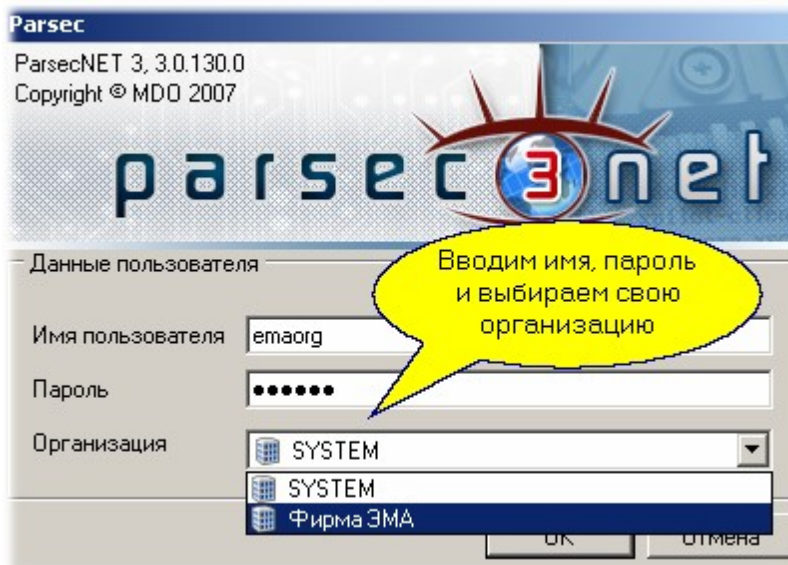 Parsec
ParsecNET 3, 3.0.130.0
Copyright © MDO 2007
parsec 3 net
Данные пользователя
Вводим имя, пароль
и выбираем свою
организацию
Имя пользователя
emaorg
Пароль
••••••
Организация
SYSTEM
SYSTEM
Фирма ЭМА
OK
Отмена